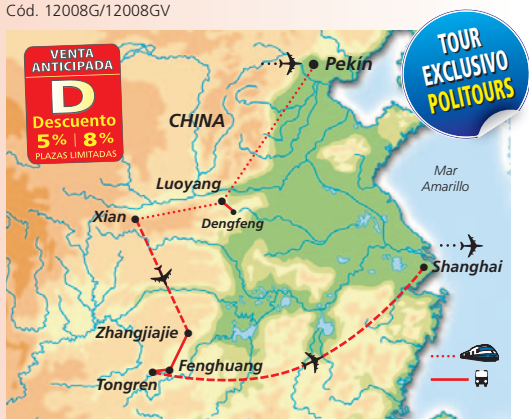 Cód. 12008G/12008GV
VENTA
ANTICIPADA
D
Descuento
5% | 8%
PLAZAS LIMITADAS
TOUR
EXCLUSIVO
POLITOURS
Pekín
CHINA
Mar
Amarillo
Luoyang
Dengfeng
Xian
Shanghai
Zhangjiajie
Fenghuang
Tongren